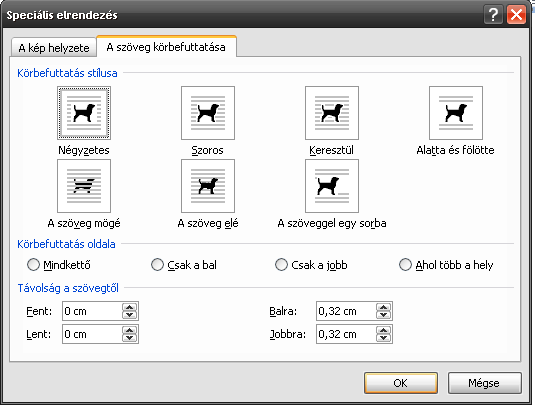 Speciális elrendezés
A kép helyzete A szöveg körbefuttatása
Körbefuttatás stílusa
Négyzetes Szoros Keresztül Alatta és fölötte
A szöveg mögé A szöveg elé A szöveggel egy sorba
Körbefuttatás oldala
Mindkettő Csak a bal Csak a jobb Ahol több a hely
Távolság a szövegtől
Fent: 0 cm Balra: 0,32 cm
Lent: 0 cm Jobbra: 0,32 cm
OK Mégse